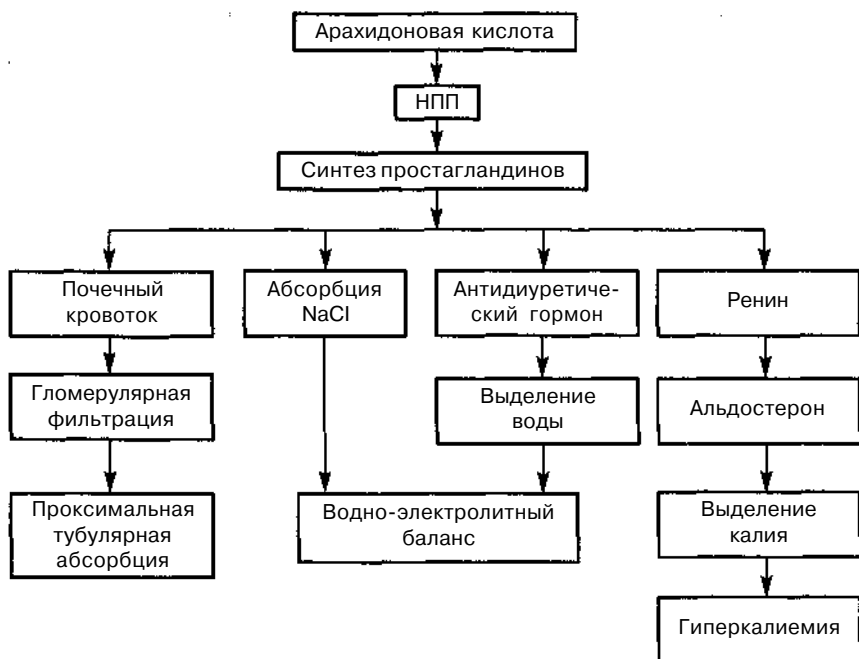 Арахидоновая кислота
НПП
Синтез простагландинов
Почечный
кровоток
Абсорбция
NaCl
Антидиуретиче-
ский гормон
Ренин
Гломерулярная
фильтрация
Выделение
воды
Альдостерон
Проксимальная
тубулярная
абсорбция
Водно-электролитный
баланс
Выделение
калия
Гиперкалиемия